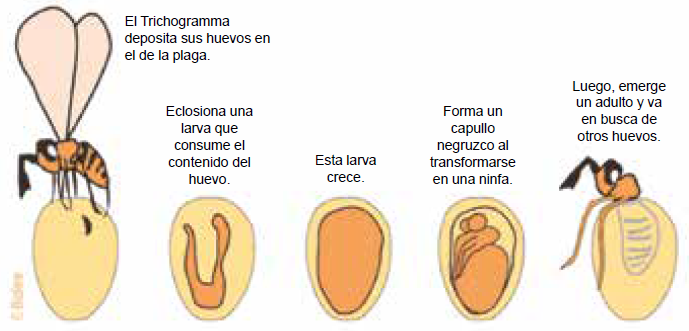 El Trichogramma
deposita sus huevos en
el de la plaga.
Eclosiona una
larva que
consume el
contenido del
huevo.
Esta larva
crece.
Forma un
capullo
negruzco al
transformarse
en una ninfa.
Luego, emerge
un adulto y va
en busca de
otros huevos.